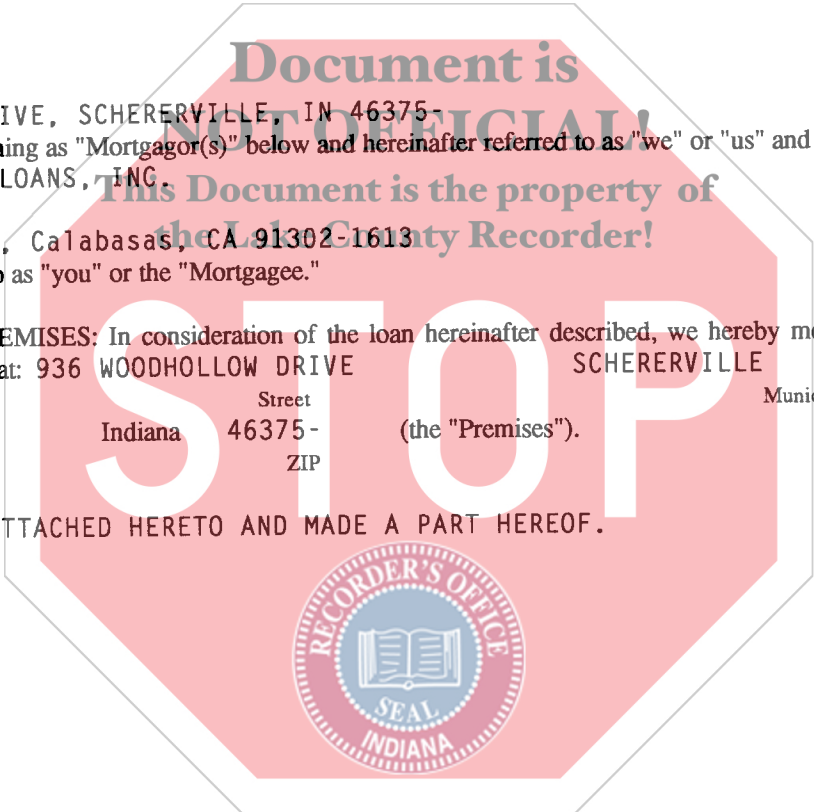 Document is
IVE, SCHERERVILLE, IN 46375-
NOT OFFICIAL!
ing as "Mortgagor(s)" below and hereinafter referred to as "we" or "us" and
LOANS, INC.
This Document is the property of
the Lake County Recorder!
, Calabasas, CA 91302-1613
as "you" or the "Mortgagee."
EMISES: In consideration of the loan hereinafter described, we hereby
at: 936 WOODHOLLOW DRIVE SCHERERVILLE
Street
Indiana 46375- (the "Premises").
ZIP
STOP
TTACHED HERETO AND MADE A PART HEREOF.
RECORDER'S OFFICE
SEAL
INDIANA